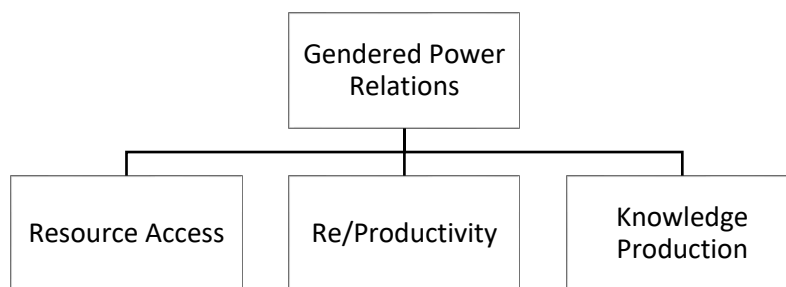 Gendered Power
Relations
Resource Access
Re/Productivity
Knowledge
Production